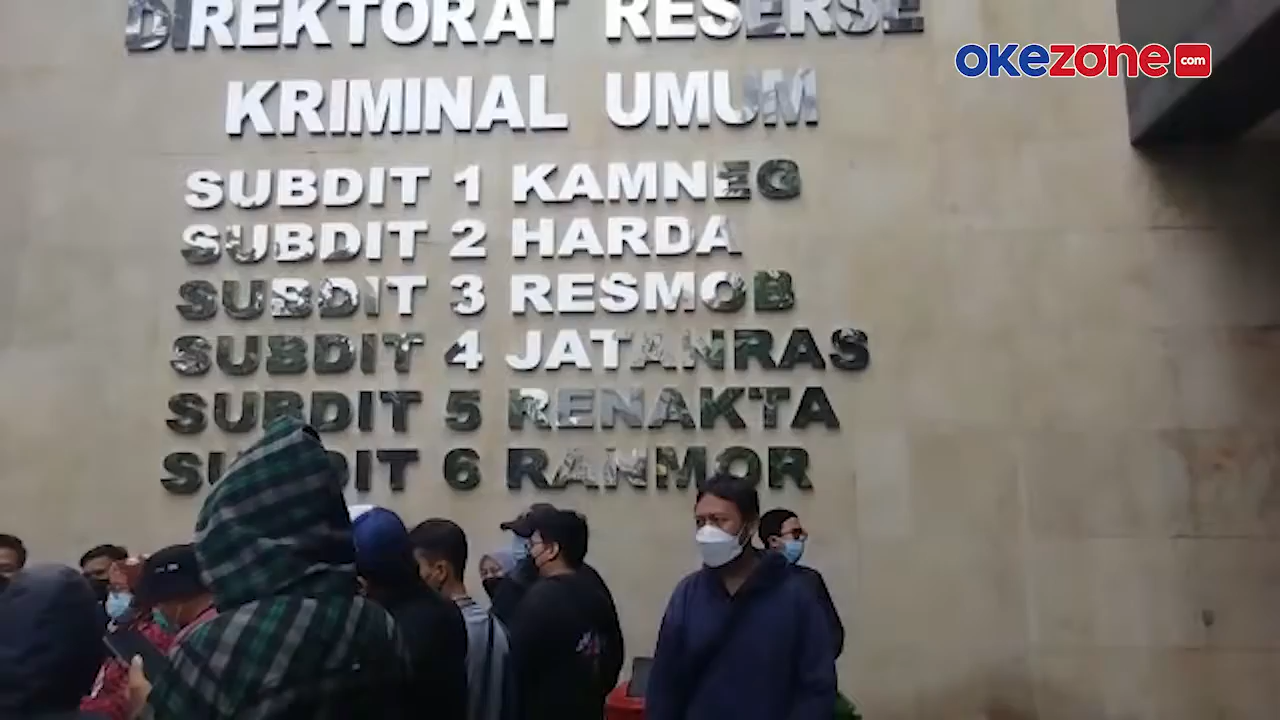 DIREKTORAT RESERSE
okezone.com
KRIMINAL UMUM
SUBDIT 1 KAMNEG
SUBDIT 2 HARDA
SUBDIT 3 RESMOB
SUBDIT 4 JATANRAS
SUBDIT 5 RENAKTA
SUBDIT 6 RANMOR